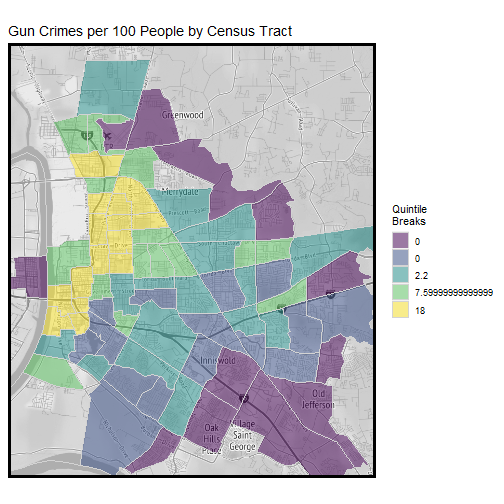 Gun Crimes per 100 People by Census Tract
Greenwood
Merrydale
Inniswold
Old
Jefferson
Oak
Hills
Place
Village
Saint
George
Quintile
Breaks
0
0
2.2
7.59999999999999
18